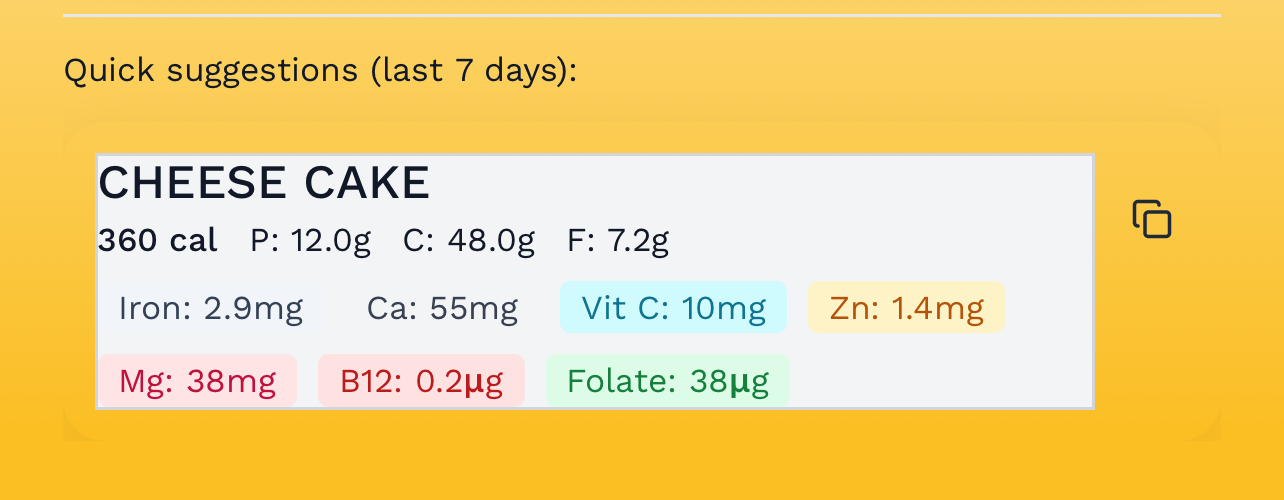 Quick suggestions (last 7 days):
CHEESE CAKE
360 cal P: 12.0g C: 48.0g F: 7.2g
Iron: 2.9mg Ca: 55mg Vit C: 10mg Zn: 1.4mg
Mg: 38mg B12: 0.2μg Folate: 38μg